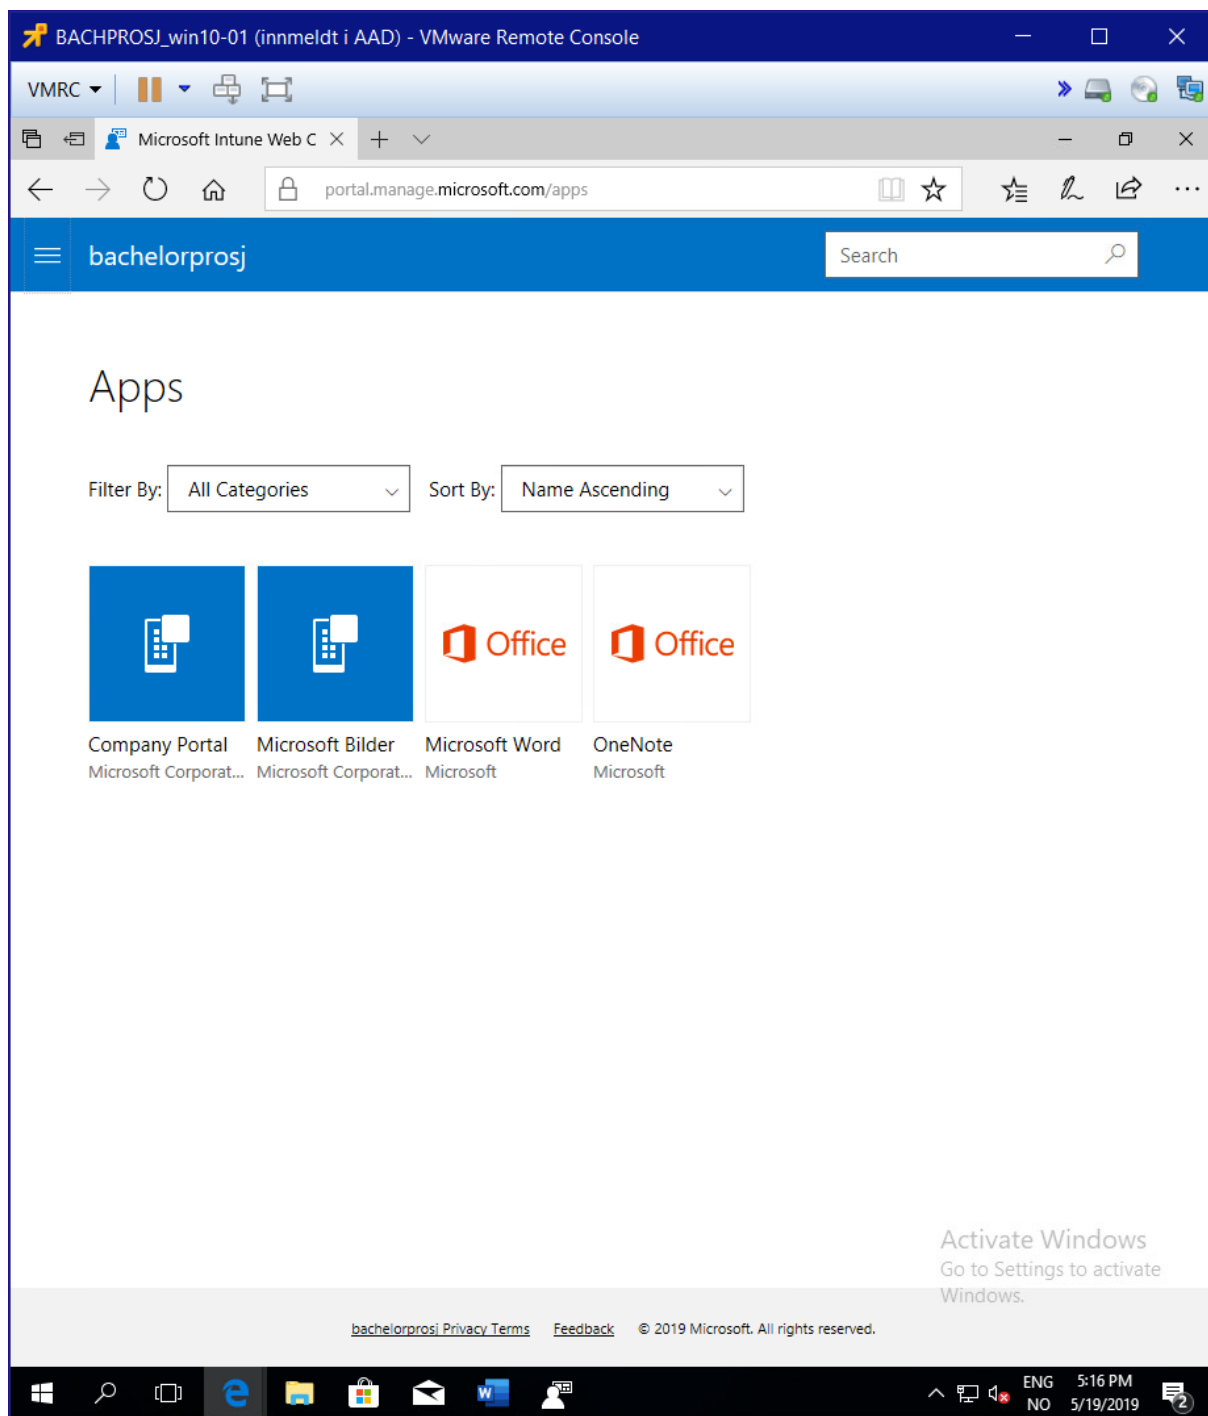 BACHPROSJ_win10-01 (innmeldt i AAD) - VMware Remote Console
VMRC
Microsoft Intune Web C
portal.manage.microsoft.com/apps
bachelorprosj
Search
Apps
Filter By: All Categories Sort By: Name Ascending
Office Office
Company Portal Microsoft Bilder Microsoft Word OneNote
Microsoft Corporat... Microsoft Corporat... Microsoft Microsoft
Activate Windows
Go to Settings to activate
Windows.
bachelorprosj Privacy Terms Feedback © 2019 Microsoft. All rights reserved.
ENG 5:16 PM
NO 5/19/2019 2